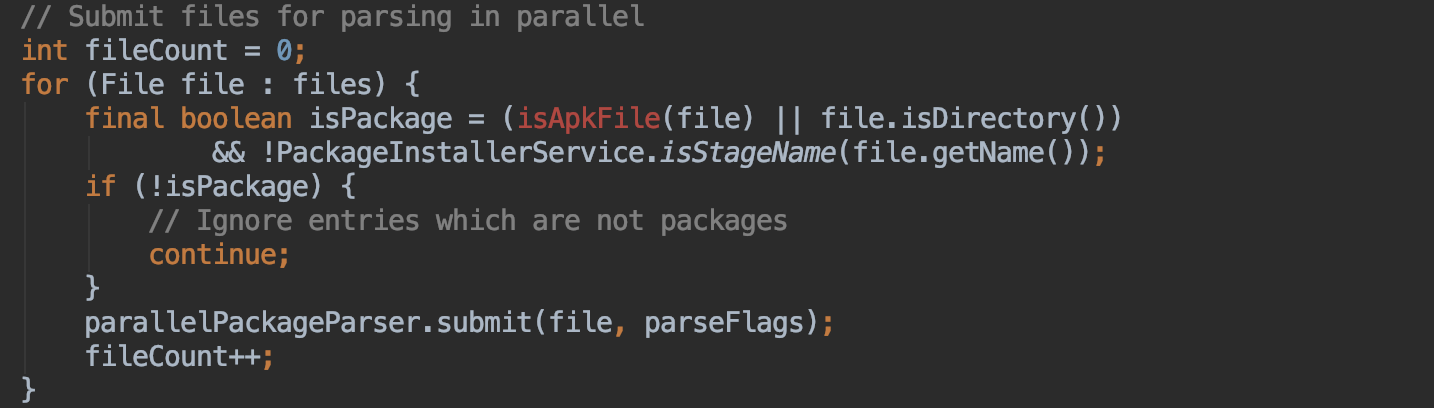 // Submit files for parsing in parallel
int fileCount = 0;
for (File file : files) {
    final boolean isPackage = (isApkFile(file) || file.isDirectory())
            && !PackageInstallerService.isStageName(file.getName());
    if (!isPackage) {
        // Ignore entries which are not packages
        continue;
    }
    parallelPackageParser.submit(file, parseFlags);
    fileCount++;
}